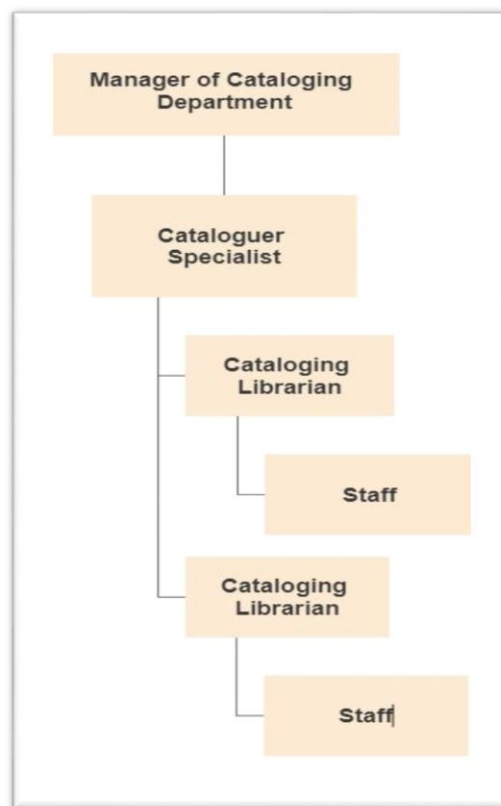 Manager of Cataloging
Department
Cataloguer
Specialist
Cataloging
Librarian
Staff
Cataloging
Librarian
Staff